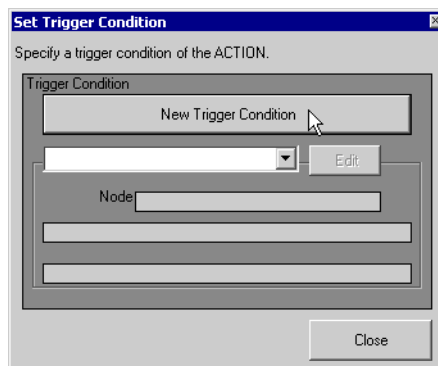 Set Trigger Condition
Specify a trigger condition of the ACTION.
Trigger Condition
New Trigger Condition
Edit
Node
Close